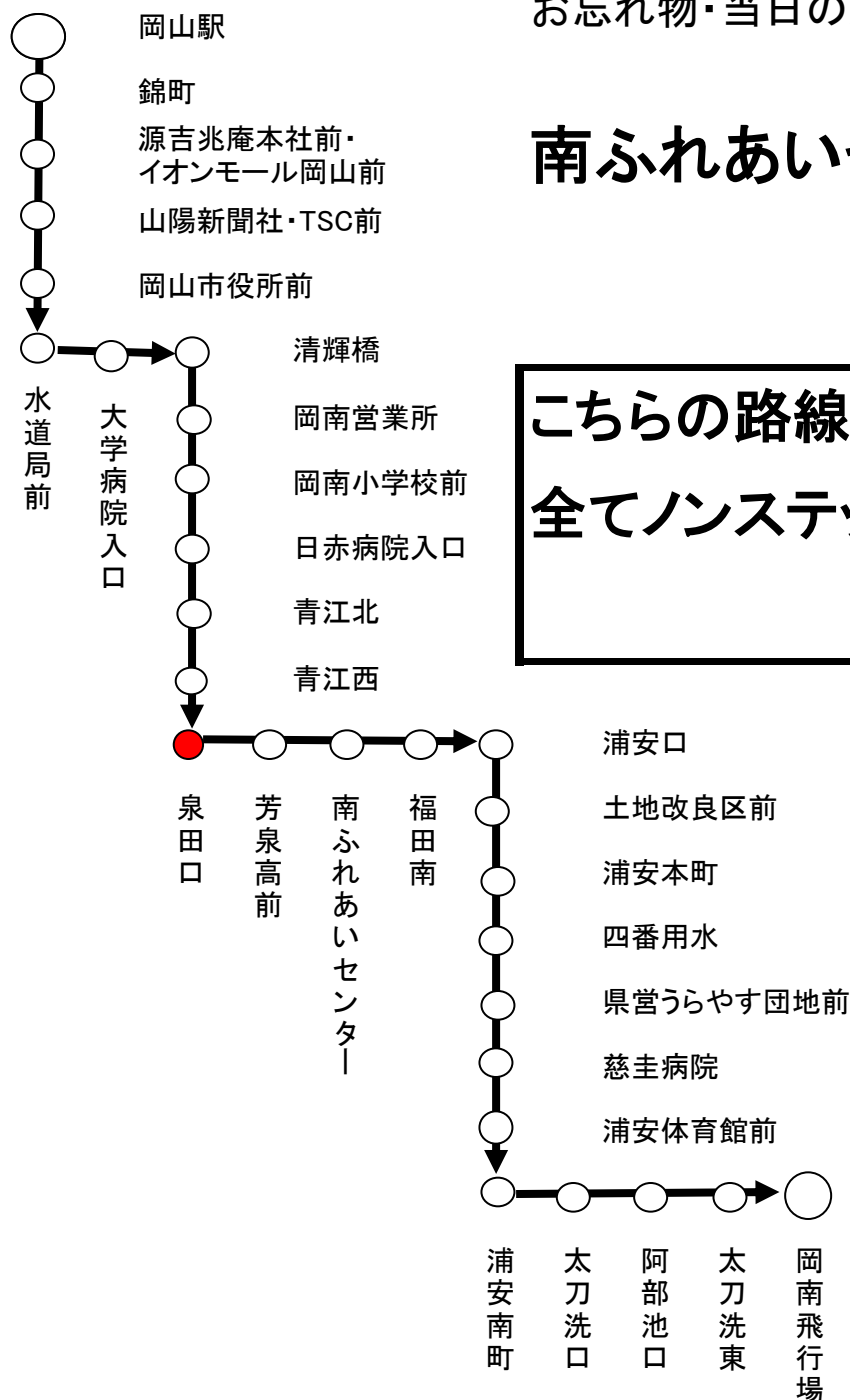 岡山駅
お忘れ物・当日の
錦町
源吉兆庵本社前・
イオンモール岡山前
南ふれあい
山陽新聞社・TSC前
岡山市役所前
水道局前
大学病院入口
清輝橋
岡南営業所
岡南小学校前
日赤病院入口
青江北
青江西
こちらの路線
全てノンステッ
泉田口
芳泉高前
南ふれあいセンター
福田南
浦安口
土地改良区前
浦安本町
四番用水
県営うらやす団地前
慈圭病院
浦安体育館前
浦安南町
太刀洗口
阿部池口
太刀洗東
岡南飛行場